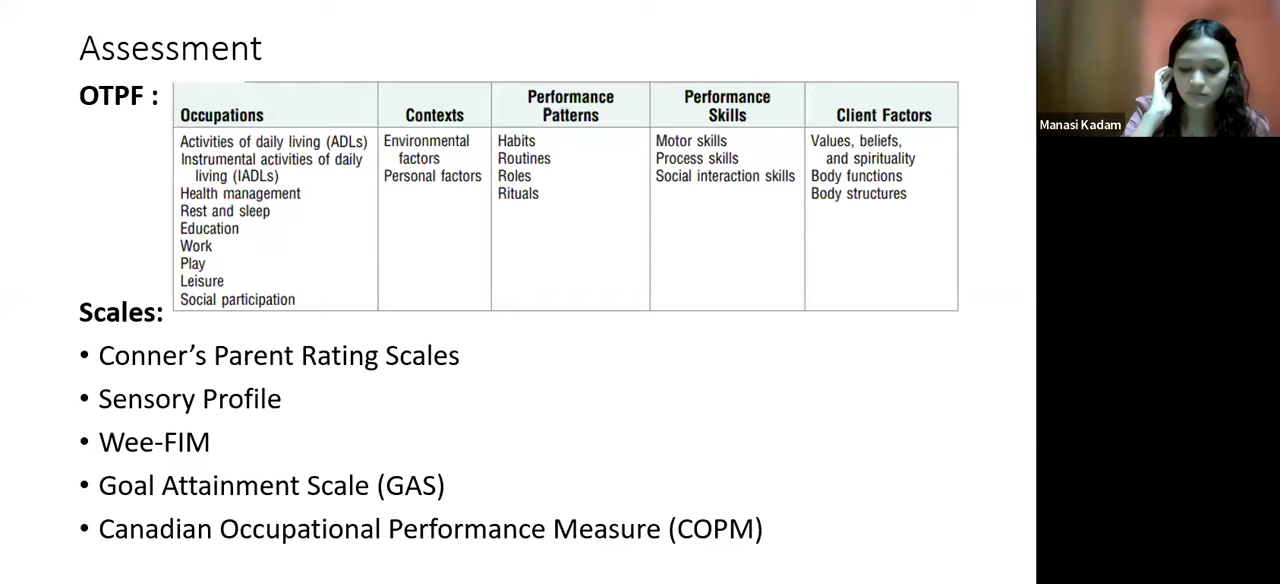 Assessment
OTPF :
Occupations
Contexts
Performance
Patterns
Performance
Skills
Client Factors
Activities of daily living (ADLs)
Instrumental activities of daily
living (IADLs)
Health management
Rest and sleep
Education
Work
Play
Leisure
Social participation
Environmental
factors
Personal factors
Habits
Routines
Roles
Rituals
Motor skills
Process skills
Social interaction skills
Values, beliefs,
and spirituality
Body functions
Body structures
Scales:
• Conner’s Parent Rating Scales
• Sensory Profile
• Wee-FIM
• Goal Attainment Scale (GAS)
• Canadian Occupational Performance Measure (COPM)
Manasi Kadam